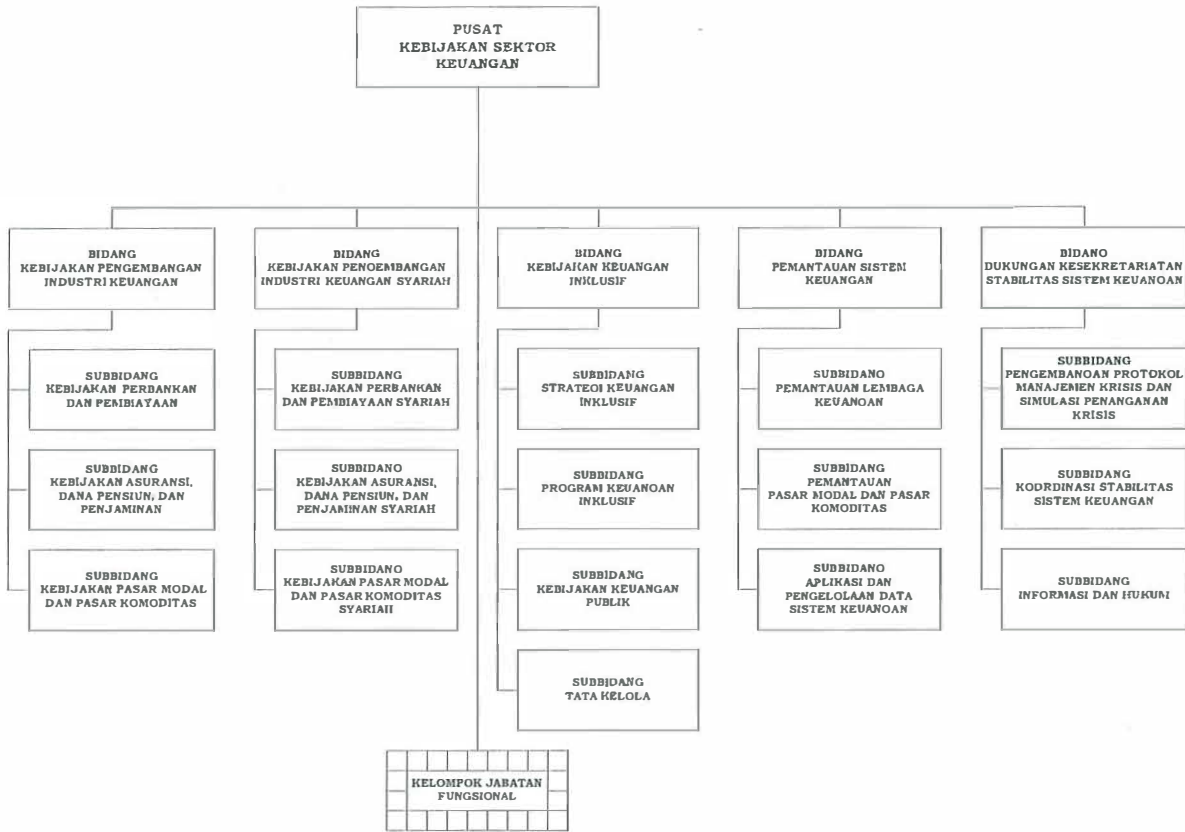 PUSAT
KEBIJAKAN SEKTOR
KEUANGAN
BIDANG
KEBIJAKAN PENGEMBANGAN
INDUSTRI KEUANGAN
SUBBIDANG
KEBIJAKAN PERBANKAN
DAN PEMBIAYAAN
SUBBIDANG
KEBIJAKAN ASURANSI,
DANA PENSIUN, DAN
PENJAMINAN
SUBBIDANG
KEBIJAKAN PASAR MODAL
DAN PASAR KOMODITAS
BIDANG
KEBIJAKAN PENOEMBANGAN
INDUSTRI KEUANGAN SYARIAH
SUBBIDANG
KEBIJAKAN PERBANKAN
DAN PEMBIAYAAN SYARIAH
SUBBIDANO
KEBIJAKAN ASURANSI,
DANA PENSIUN, DAN
PENJAMINAN SYARIAH
SUBBIDANO
KEBIJAKAN PASAR MODAL
DAN PASAR KOMODITAS
SYARIAH
BIDANG
KEBIJAKAN KEUANGAN
INKLUSIF
SUBBIDANG
STRATEOI KEUANGAN
INKLUSIF
SUBBIDANG
PROGRAM KEUANOAN
INKLUSIF
SUBBIDANG
KEBIJAKAN KEUANGAN
PUBLIK
SUBBIDANG
TATA KELOLA
BIDANG
PEMANTAUAN SISTEM
KEUANGAN
SUBBIDANO
PEMANTAUAN LEMBAGA
KEUANOAN
SUBBIDANG
PEMANTAUAN
PASAR MODAL DAN PASAR
KOMODITAS
SUBBIDANO
APLIKASI DAN
PENGELOLAAN DATA
SISTEM KEUANOAN
BIDANO
DUKUNGAN KESEKRETARIATAN
STABILITAS SISTEM KEUANOAN
SUBBIDANG
PENGEMBANOAN PROTOKOL
MANAJEMEN KRISIS DAN
SIMULASI PENANGANAN
KRISIS
SUBBIDANG
KOORDINASI STABILITAS
SISTEM KEUANGAN
SUBBIDANG
INFORMASI DAN HUKUM
KELOMPOK JABATAN
FUNGSIONAL